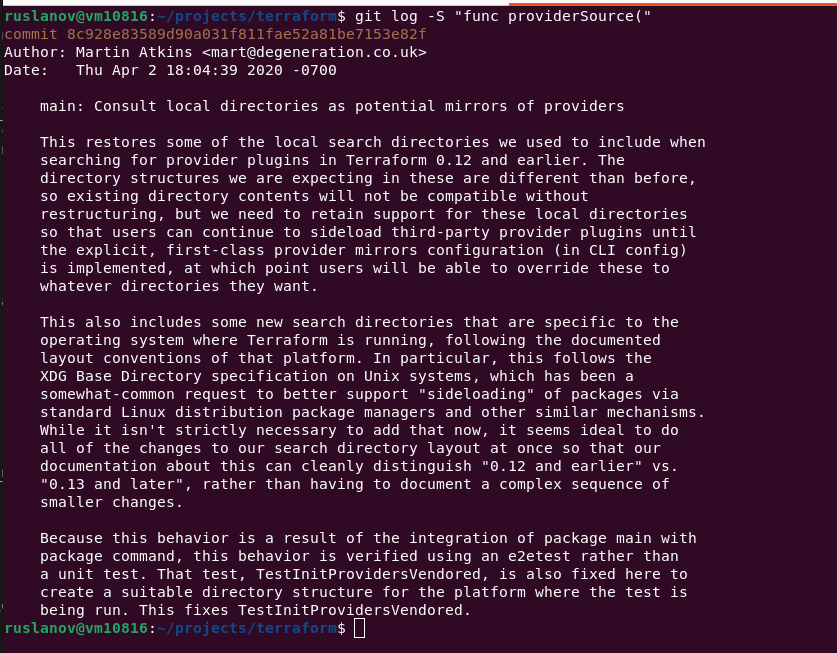 ruslanov@vm10816:~/projects/terraform$ git log -S "func providerSource("
commit 8c928e83589d90a031f811fae52a81be7153e82f
Author: Martin Atkins <mart@degeneration.co.uk>
Date:   Thu Apr 2 18:04:39 2020 -0700

    main: Consult local directories as potential mirrors of providers

    This restores some of the local search directories we used to include when
    searching for provider plugins in Terraform 0.12 and earlier. The
    directory structures we are expecting in these are different than before,
    so existing directory contents will not be compatible without
    restructuring, but we need to retain support for these local directories
    so that users can continue to sideload third-party provider plugins until
    the explicit, first-class provider mirrors configuration (in CLI config)
    is implemented, at which point users will be able to override these to
    whatever directories they want.

    This also includes some new search directories that are specific to the
    operating system where Terraform is running, following the documented
    layout conventions of that platform. In particular, this follows the
    XDG Base Directory specification on Unix systems, which has been a
    somewhat-common request to better support "sideloading" of packages via
    standard Linux distribution package managers and other similar mechanisms.
    While it isn't strictly necessary to add that now, it seems ideal to do
    all of the changes to our search directory layout at once so that our
    documentation about this can cleanly distinguish "0.12 and earlier" vs.
    "0.13 and later", rather than having to document a complex sequence of
    smaller changes.

    Because this behavior is a result of the integration of package main with
    package command, this behavior is verified using an e2etest rather than
    a unit test. That test, TestInitProvidersVendored, is also fixed here to
    create a suitable directory structure for the platform where the test is
    being run. This fixes TestInitProvidersVendored.
ruslanov@vm10816:~/projects/terraform$